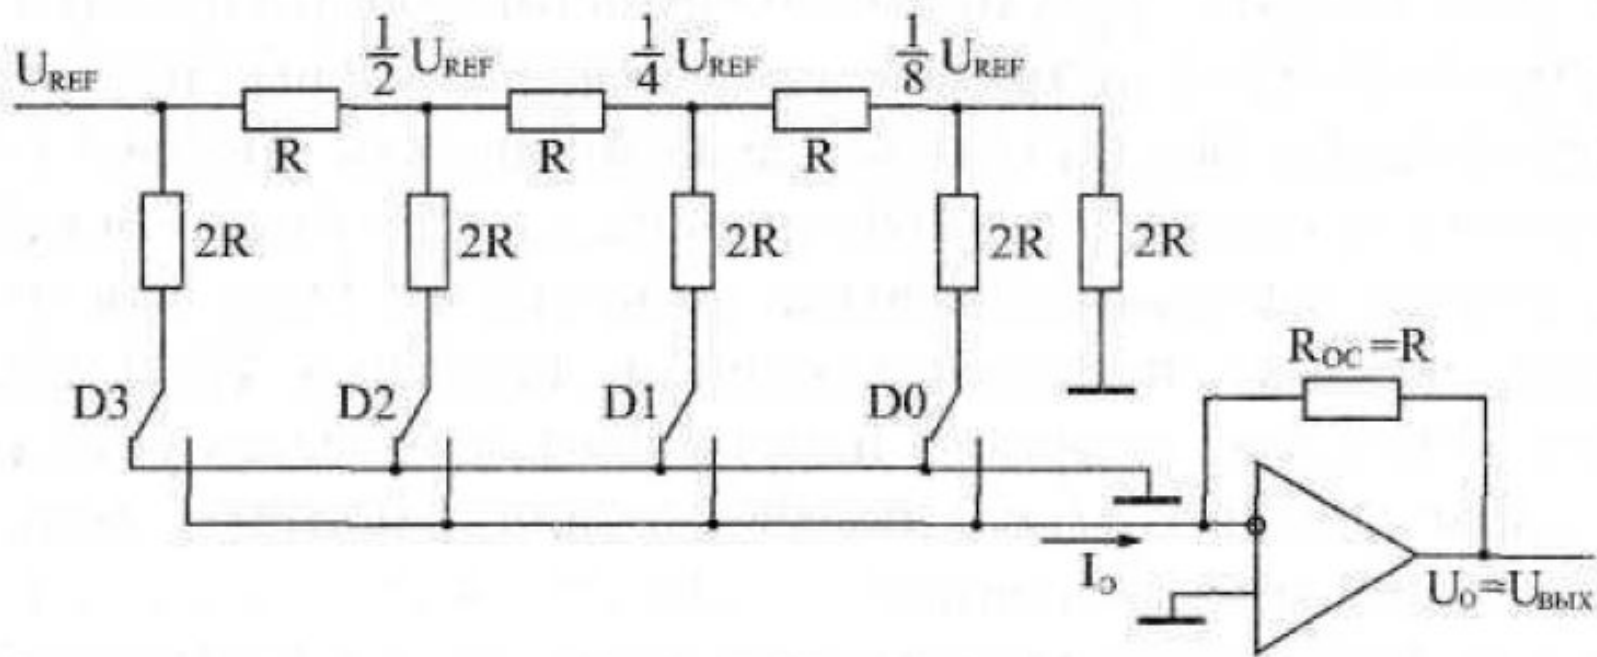 U_REF
1/2 U_REF
1/4 U_REF
1/8 U_REF
R
R
R
2R
2R
2R
2R
2R
D3
D2
D1
D0
R_OC=R
I_O
U_O=U_ВЫХ